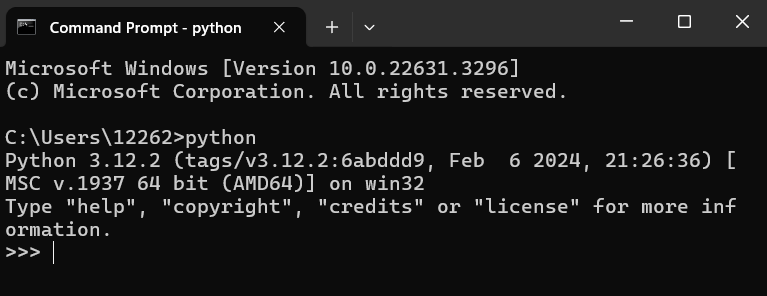 Command Prompt - python
Microsoft Windows [Version 10.0.22631.3296]
(c) Microsoft Corporation. All rights reserved.
C:\Users\12262>python
Python 3.12.2 (tags/v3.12.2:6abddd9, Feb  6 2024, 21:26:36) [
MSC v.1937 64 bit (AMD64)] on win32
Type "help", "copyright", "credits" or "license" for more inf
ormation.
>>>